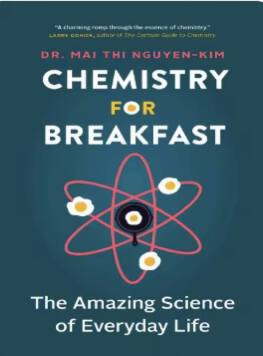 "A charming romp through the essence of chemistry."
LARRY GONICK, author of The Cartoon Guide to Chemistry
DR. MAI THI NGUYEN-KIM
CHEMISTRY
FOR
BREAKFAST
The Amazing Science
of Everyday Life